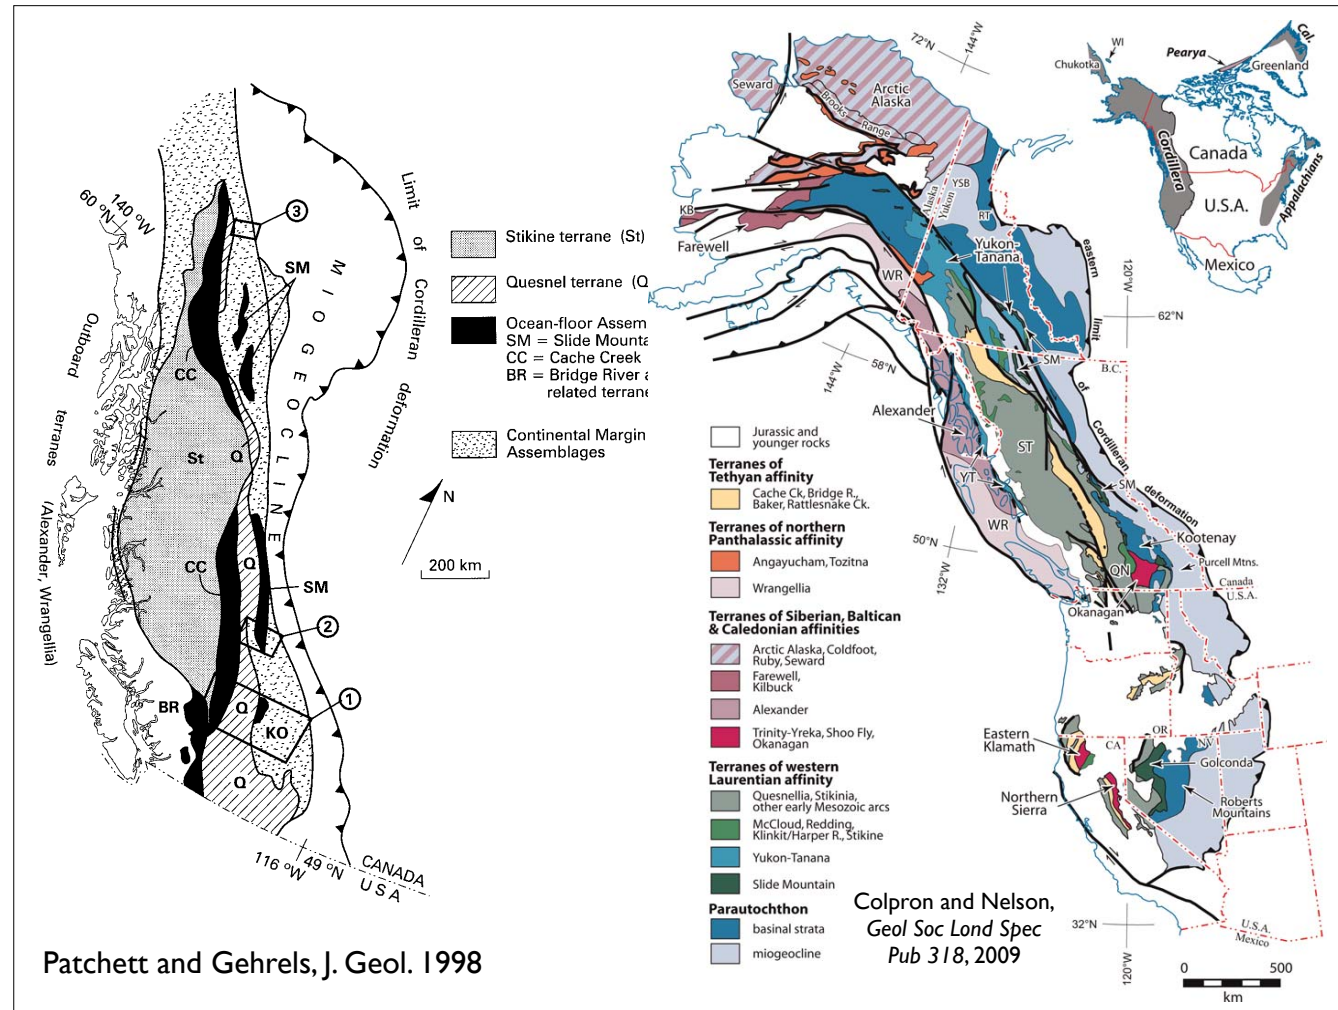 60 °N
140 °W
3
SM
MIOGEOCLINE
Limit of Cordilleran deformation
Outboard terranes
(Alexander, Wrangellia)
CC
St
Q
CC
Q
SM
2
1
BR
Q
KO
Q
116 °W
49 °N
CANADA
USA
Stikine terrane (St)
Quesnel terrane (Q
Ocean-floor Assem
SM = Slide Mounta
CC = Cache Creek
BR = Bridge River a
related terrane
Continental Margin
Assemblages
N
200 km
Patchett and Gehrels, J. Geol. 1998
72°N
144°W
Seward
Arctic
Alaska
Brooks
Range
KB
Farewell
Alaska
Yukon
YSB
RT
Yukon-
Tanana
WR
eastern
limit
of
Cordilleran
deformation
120°W
62°N
144°W
58°N
SM
B.C.
Alexander
ST
YT
SM
WR
50°N
132°W
Kootenay
QN
Purcell Mtns.
Canada
U.S.A.
Okanagan
Eastern
Klamath
CA
OR
NV
Golconda
Northern
Sierra
Roberts
Mountains
32°N
120°W
U.S.A.
Mexico
0
500
km
WI
Chukotka
Pearya
Cal.
Greenland
Cordillera
Canada
U.S.A.
Appalachians
Mexico
Jurassic and
younger rocks
Terranes of
Tethyan affinity
Cache Ck, Bridge R.,
Baker, Rattlesnake Ck.
Terranes of northern
Panthalassic affinity
Angayucham, Tozitna
Wrangellia
Terranes of Siberian, Baltican
& Caledonian affinities
Arctic Alaska, Coldfoot,
Ruby, Seward
Farewell,
Kilbuck
Alexander
Trinity-Yreka, Shoo Fly,
Okanagan
Terranes of western
Laurentian affinity
Quesnellia, Stikinia,
other early Mesozoic arcs
McCloud, Redding,
Klinkit/Harper R., Stikine
Yukon-Tanana
Slide Mountain
Parautochthon
basinal strata
miogeocline
Colpron and Nelson,
Geol Soc Lond Spec
Pub 318, 2009